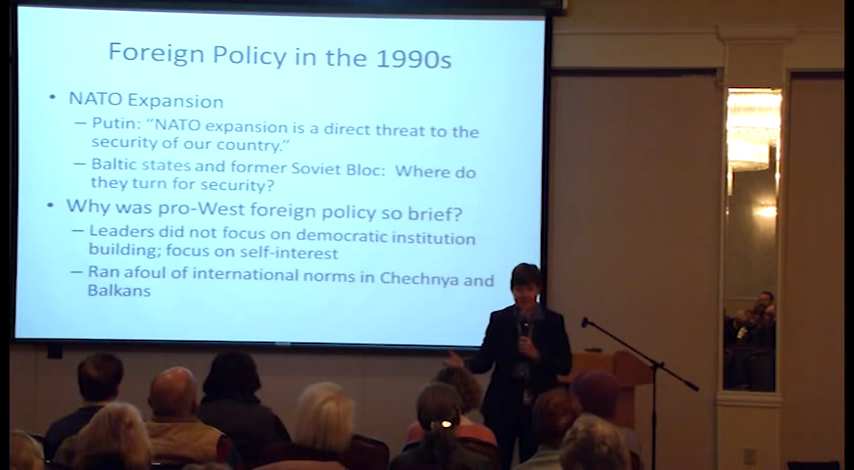 Foreign Policy in the 1990s
• NATO Expansion
– Putin: “NATO expansion is a direct threat to the
security of our country.”
– Baltic states and former Soviet Bloc: Where do
they turn for security?
• Why was pro-West foreign policy so brief?
– Leaders did not focus on democratic institution
building; focus on self-interest
– Ran afoul of international norms in Chechnya and
Balkans